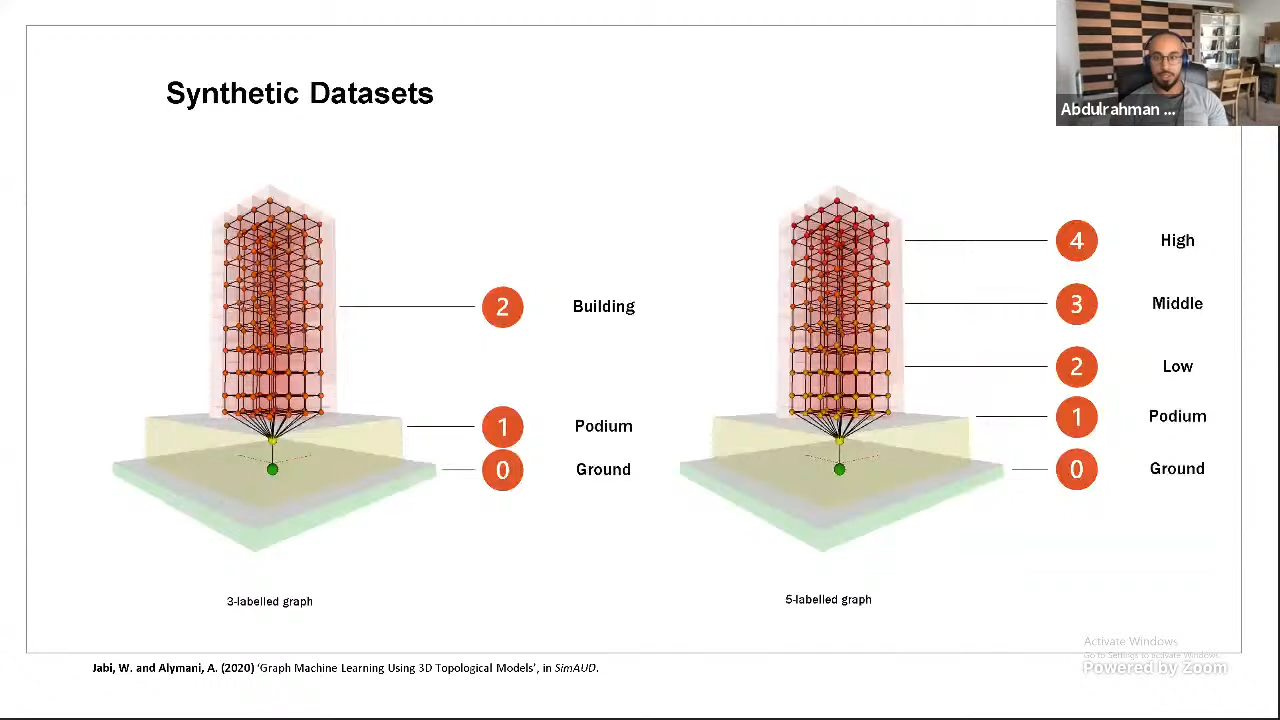 Synthetic Datasets
Abdulrahman ...
2 Building
1 Podium
0 Ground
3-labelled graph
4 High
3 Middle
2 Low
1 Podium
0 Ground
5-labelled graph
Jabi, W. and Alymani, A. (2020) ‘Graph Machine Learning Using 3D Topological Models’, in SimAUD.
Activate Windows
Go to Settings to activate Windows.
Powered by Zoom